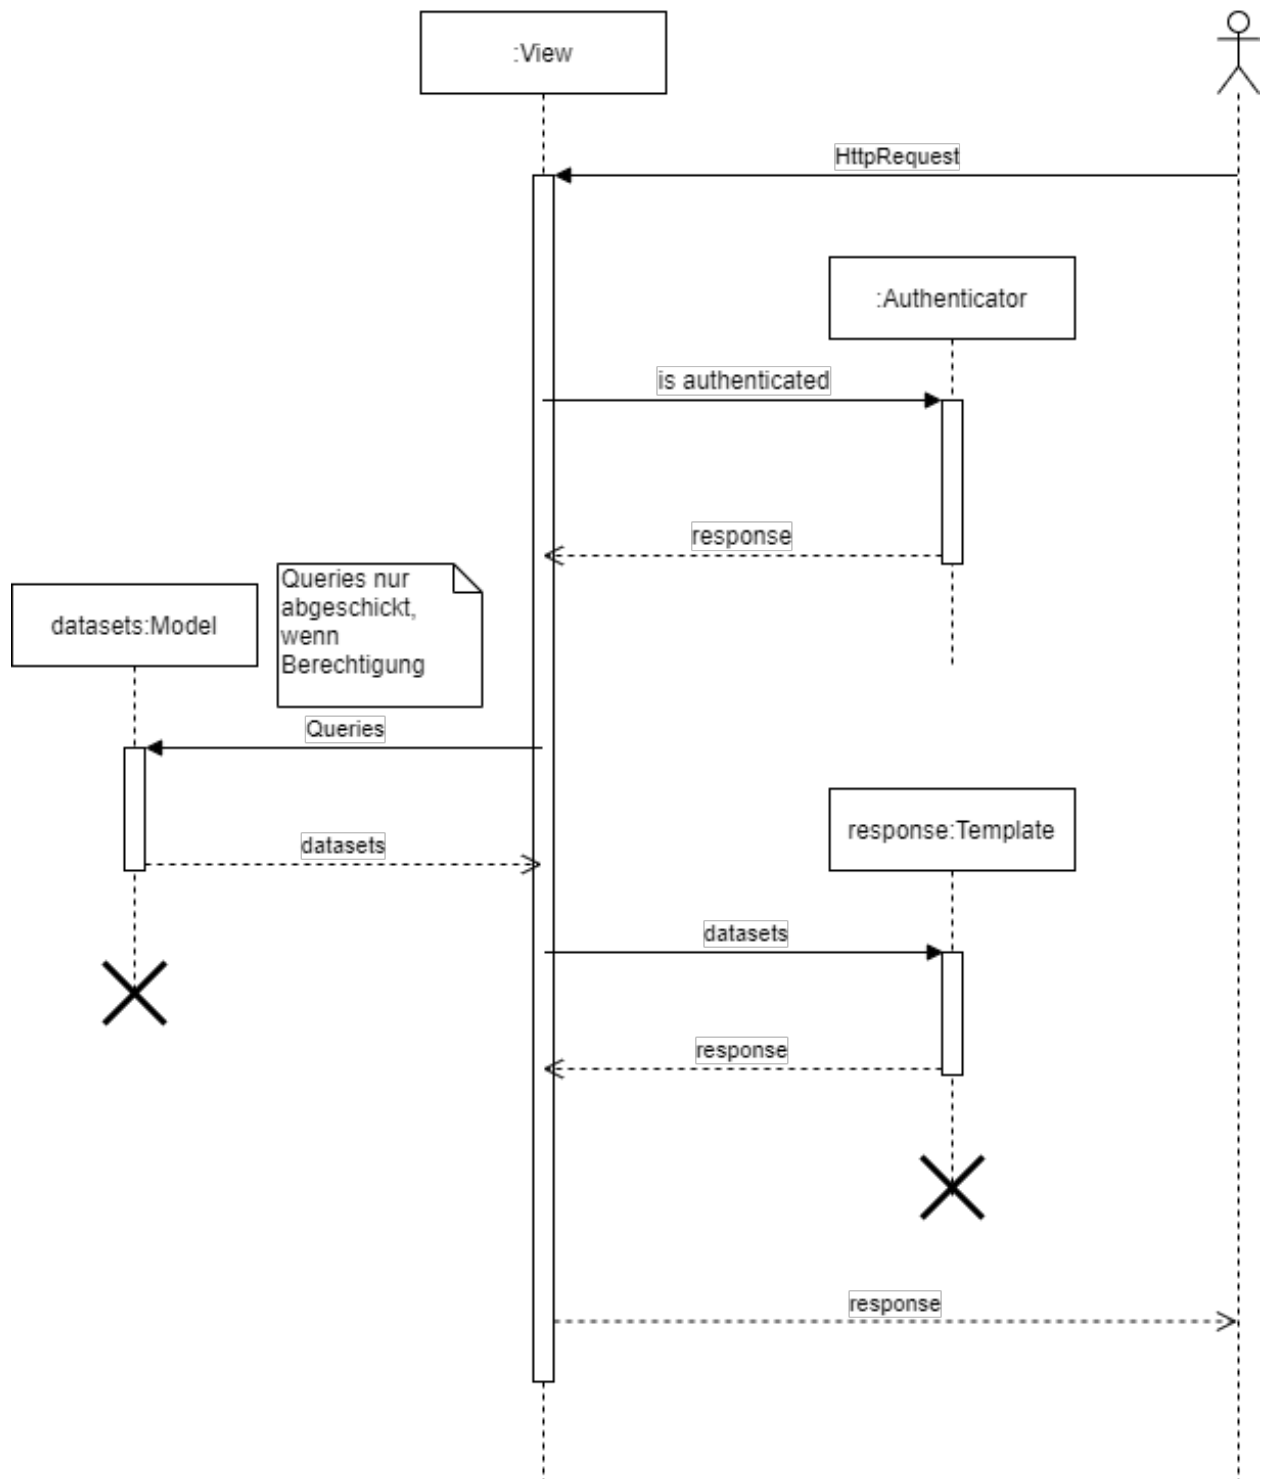 :View
HttpRequest
:Authenticator
is authenticated
response
Queries nur
abgeschickt,
wenn
Berechtigung
datasets:Model
Queries
response:Template
datasets
datasets
response
response